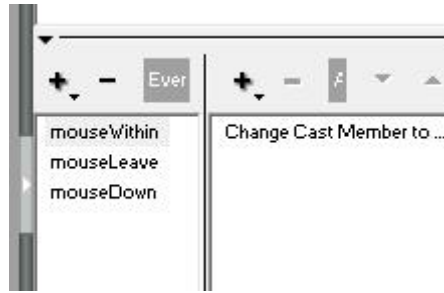 Ever
mouseWithin
mouseLeave
mouseDown
Change Cast Member to ...